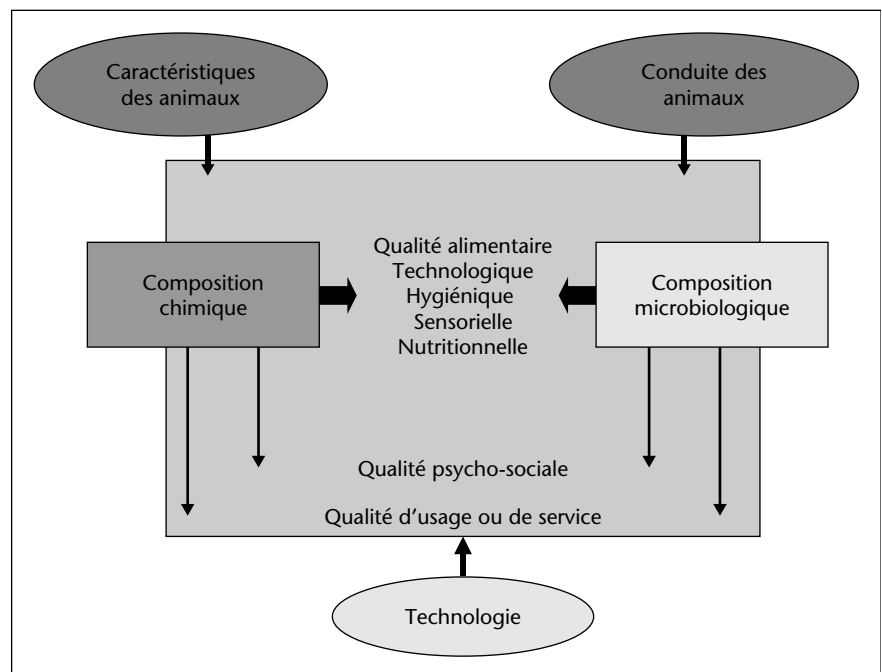 Caractéristiques
des animaux
Conduite des
animaux
Composition
chimique
Qualité alimentaire
Technologique
Hygiénique
Sensorielle
Nutritionnelle
Composition
microbiologique
Qualité psycho-sociale
Qualité d’usage ou de service
Technologie